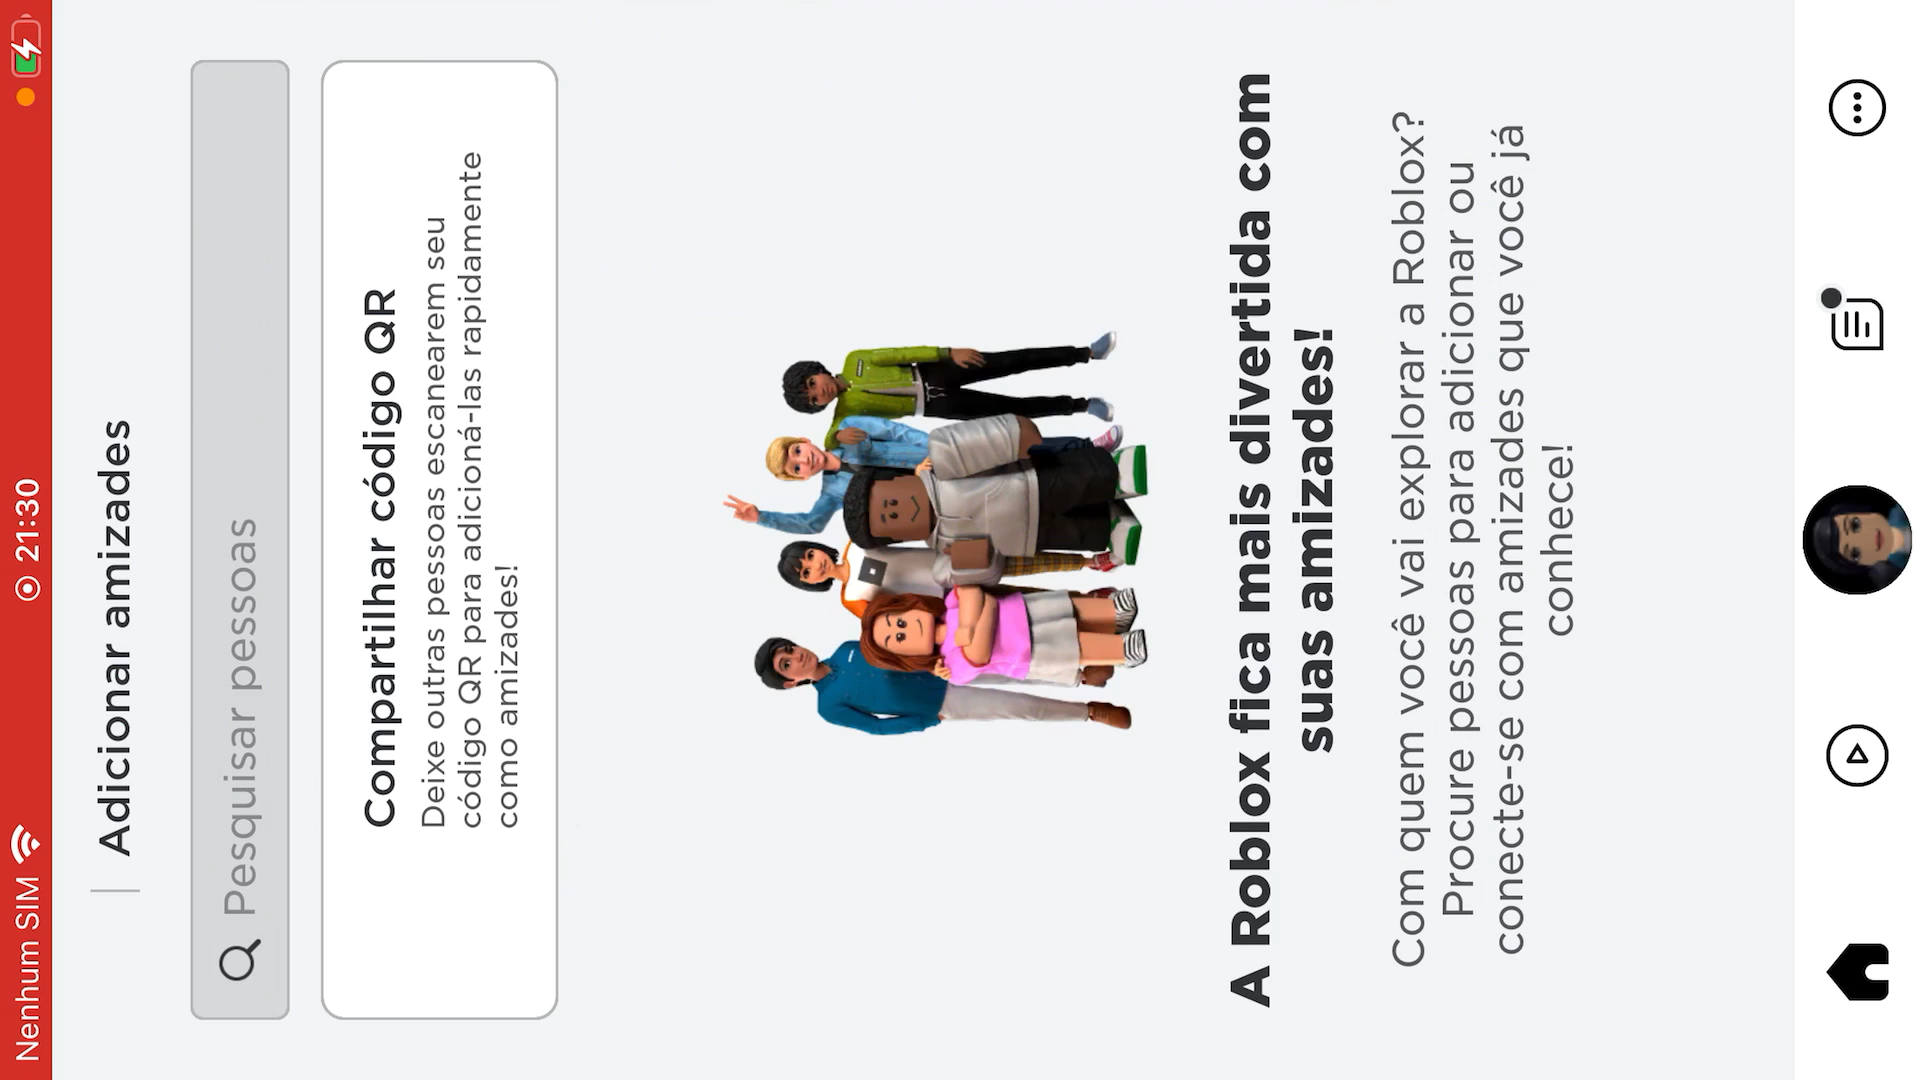 Nenhum SIM 21:30
Adicionar amizades
Pesquisar pessoas
Compartilhar código QR
Deixe outras pessoas escanearem seu
código QR para adicioná-las rapidamente
como amizades!
A Roblox fica mais divertida com
suas amizades!
Com quem você vai explorar a Roblox?
Procure pessoas para adicionar ou
conecte-se com amizades que você já
conhece!